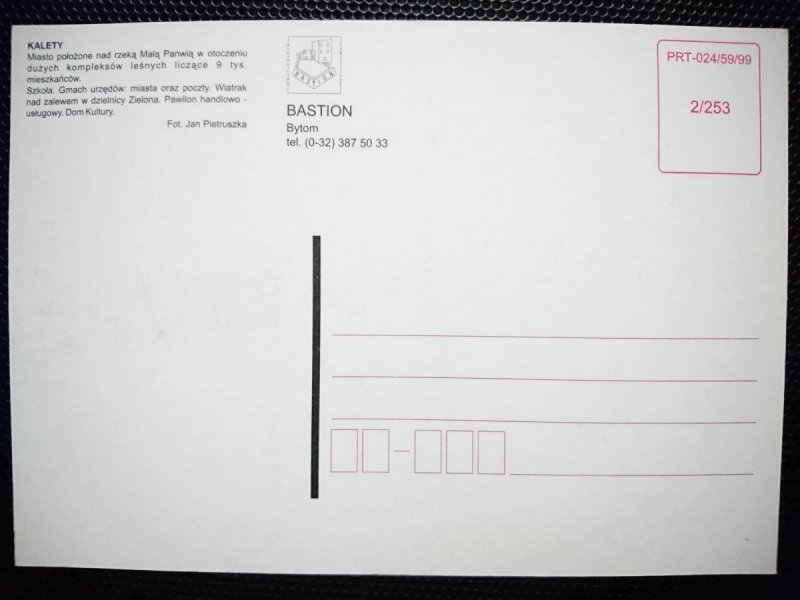 KALETY
Miasto położone nad rzeką Małą Panwią w otoczeniu
dużych kompleksów leśnych liczące 9 tys.
mieszkańców.
Szkoła. Gmach urzędów: miasta oraz poczty. Wiatrak
nad zalewem w dzielnicy Zielona. Pawilon handlowo -
usługowy. Dom Kultury.
Fot. Jan Pietruszka
BASTION
BASTION
Bytom
tel. (0-32) 387 50 33
PRT-024/59/99
2/253